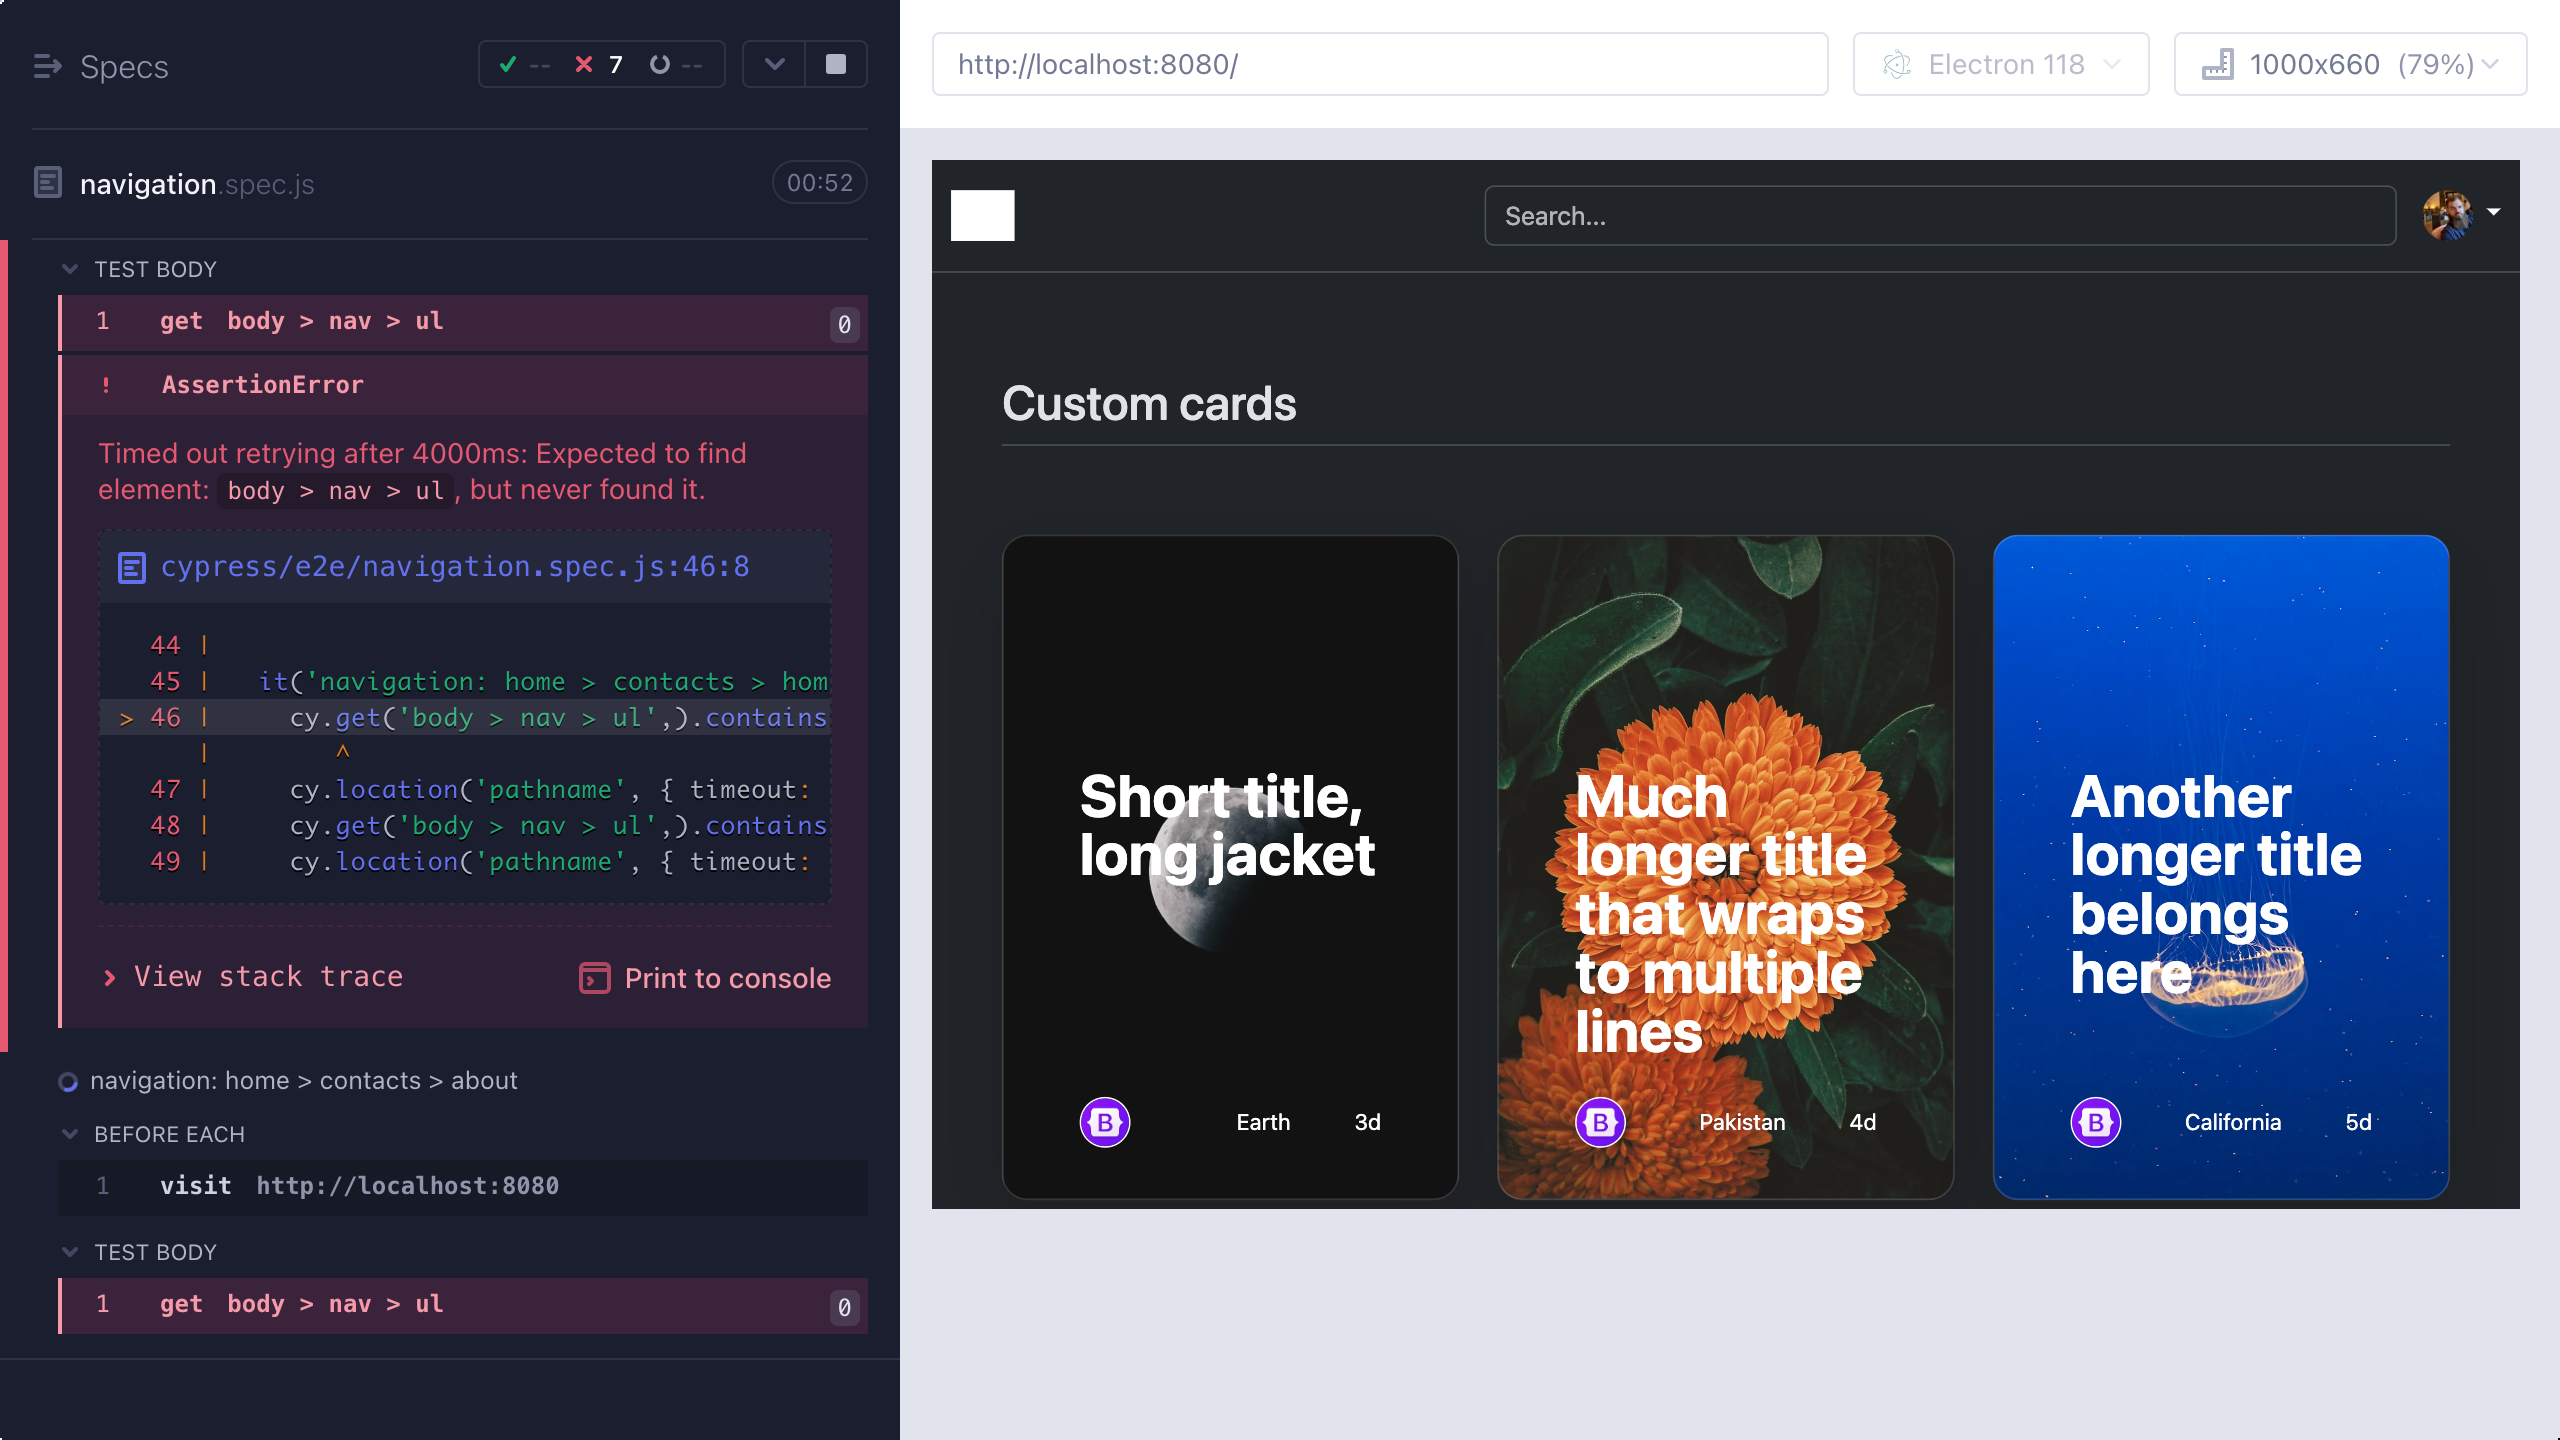 Specs
-- 7 --
navigation.spec.js 00:52
TEST BODY
1 get body > nav > ul 0
! AssertionError
Timed out retrying after 4000ms: Expected to find
element: body > nav > ul , but never found it.
cypress/e2e/navigation.spec.js:46:8
44 |
45 | it('navigation: home > contacts > hom
> 46 | cy.get('body > nav > ul',).contains
| ^
47 | cy.location('pathname', { timeout:
48 | cy.get('body > nav > ul',).contains
49 | cy.location('pathname', { timeout:
> View stack trace
Print to console
navigation: home > contacts > about
BEFORE EACH
1 visit http://localhost:8080
TEST BODY
1 get body > nav > ul 0
http://localhost:8080/
Electron 118
1000x660 (79%)
Search...
Custom cards
Short title,
long jacket
B Earth 3d
Much
longer title
that wraps
to multiple
lines
B Pakistan 4d
Another
longer title
belongs
here
B California 5d